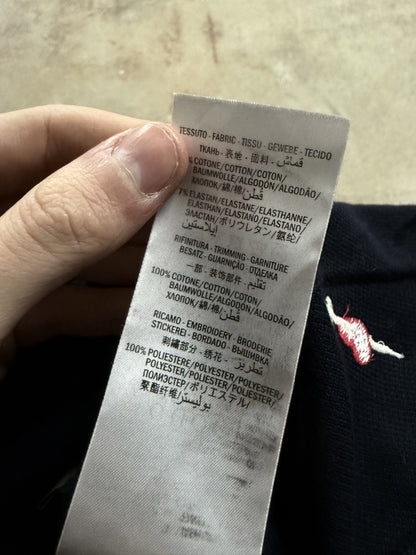 TESSUTO - FABRIC - TISSU - GEWEBE - TECIDO
ТКАНЬ - 表地 - 面料 - قماش
% COTONE/COTTON/COTON/
BAUMWOLLE/ALGODÓN/ALGODÃO/
ХЛОПОК/綿/棉/قطن
7% ELASTAN/ELASTANE/ELASTHANNE/
ELASTHAN/ELASTANO/ELASTANO/
ЭЛАСТАН/ポリウレタン/氨纶/
إيلاستين
RIFINITURA - TRIMMING - GARNITURE
BESATZ - GUARNIÇÃO - ОТДЕЛКА
一部 - 装饰部件 - تقليم
100% COTONE/COTTON/COTON/
BAUMWOLLE/ALGODÓN/ALGODÃO/
ХЛОПОК/綿/棉/قطن
RICAMO - EMBROIDERY - BRODERIE
STICKEREI - BORDADO - ВЫШИВКА
刺繍部分 - 绣花 - تطريز
100% POLIESTERE/POLYESTER/POLYESTER/
POLYESTER/POLIÉSTER/POLIÉSTER/
ПОЛИЭСТЕР/ポリエステル/
聚酯纤维/بوليستر